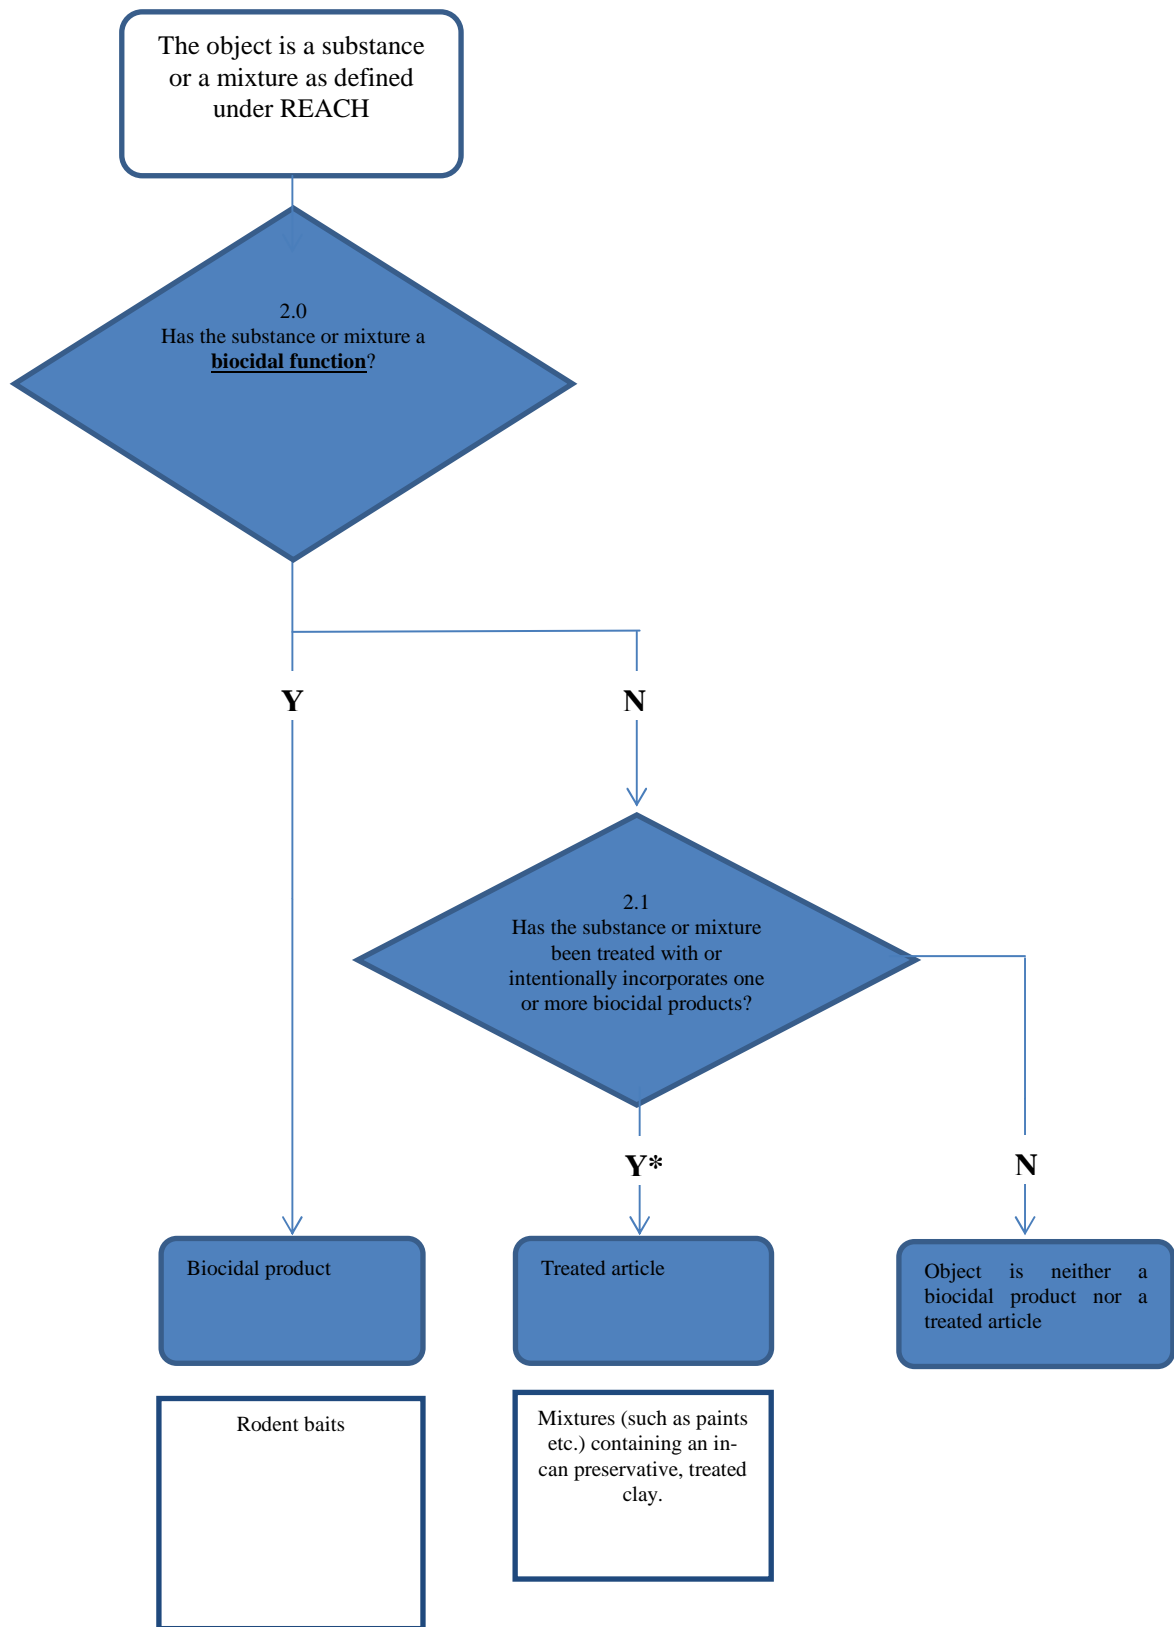 The object is a substance
or a mixture as defined
under REACH
2.0
Has the substance or mixture a
biocidal function?
Y
N
2.1
Has the substance or mixture
been treated with or
intentionally incorporates one
or more biocidal products?
Y*
N
Biocidal product
Treated article
Object is neither a
biocidal product nor a
treated article
Rodent baits
Mixtures (such as paints
etc.) containing an in-
can preservative, treated
clay.